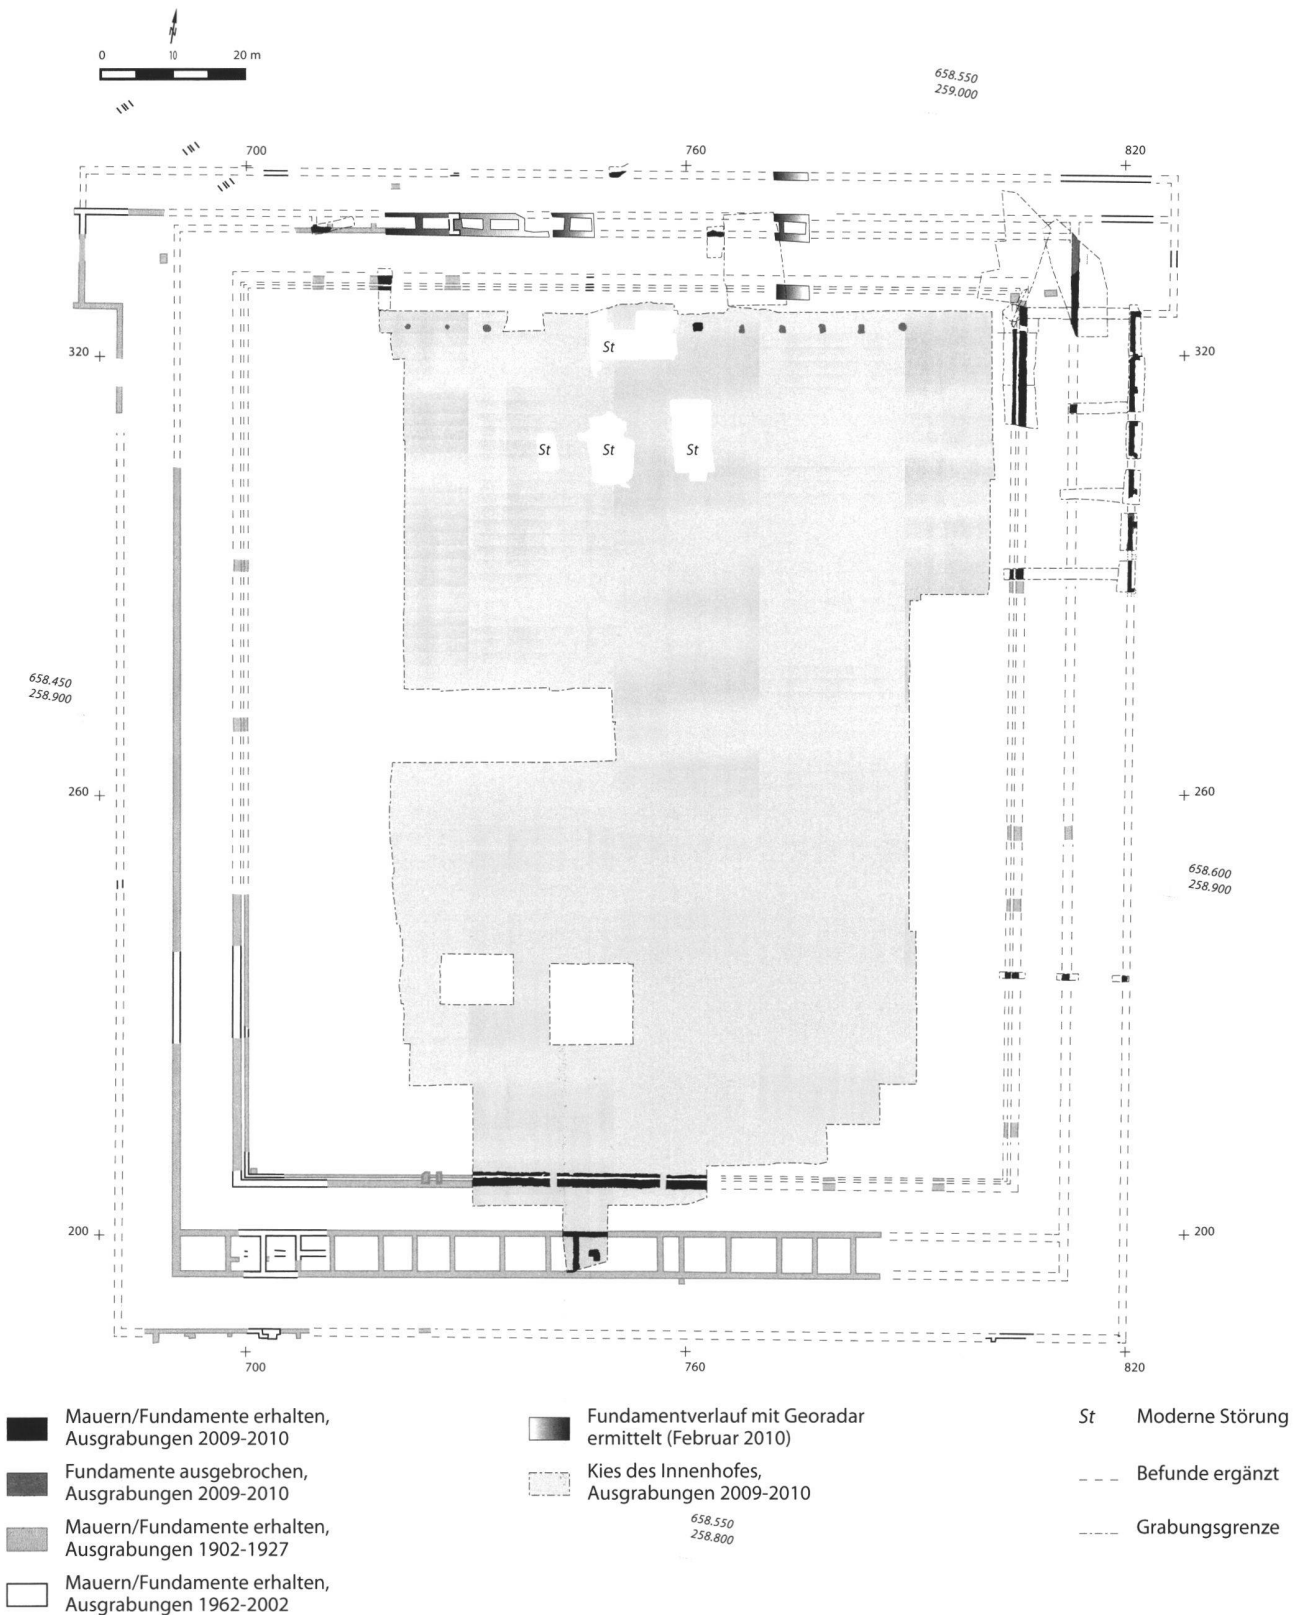 N
0 10 20 m
658.550
259.000
700 760 820
320 320
St
St St St
658.450
258.900
260 260
658.600
258.900
200 200
700 760 820
Mauern/Fundamente erhalten,
Ausgrabungen 2009-2010
Fundamente ausgebrochen,
Ausgrabungen 2009-2010
Mauern/Fundamente erhalten,
Ausgrabungen 1902-1927
Mauern/Fundamente erhalten,
Ausgrabungen 1962-2002
Fundamentverlauf mit Georadar
ermittelt (Februar 2010)
Kies des Innenhofes,
Ausgrabungen 2009-2010
658.550
258.800
St Moderne Störung
Befunde ergänzt
Grabungsgrenze